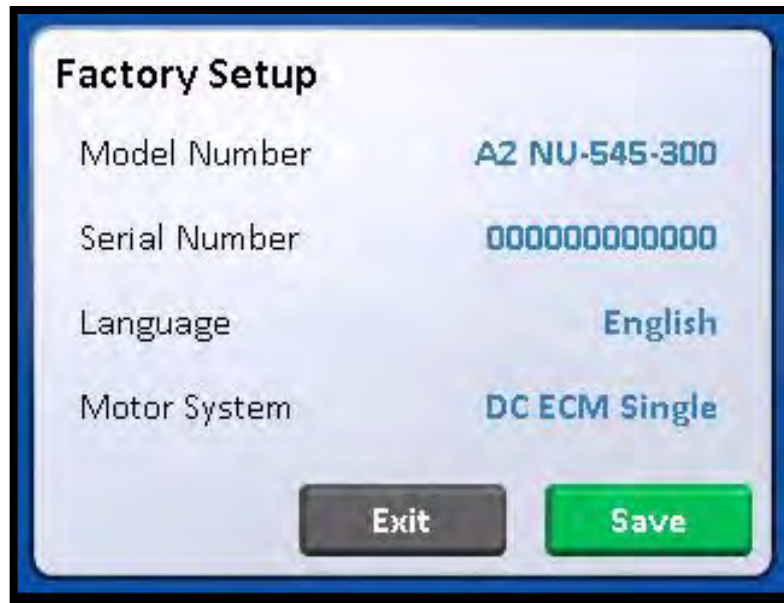 Factory Setup
Model Number A2 NU-545-300
Serial Number 000000000000
Language English
Motor System DC ECM Single
Exit Save